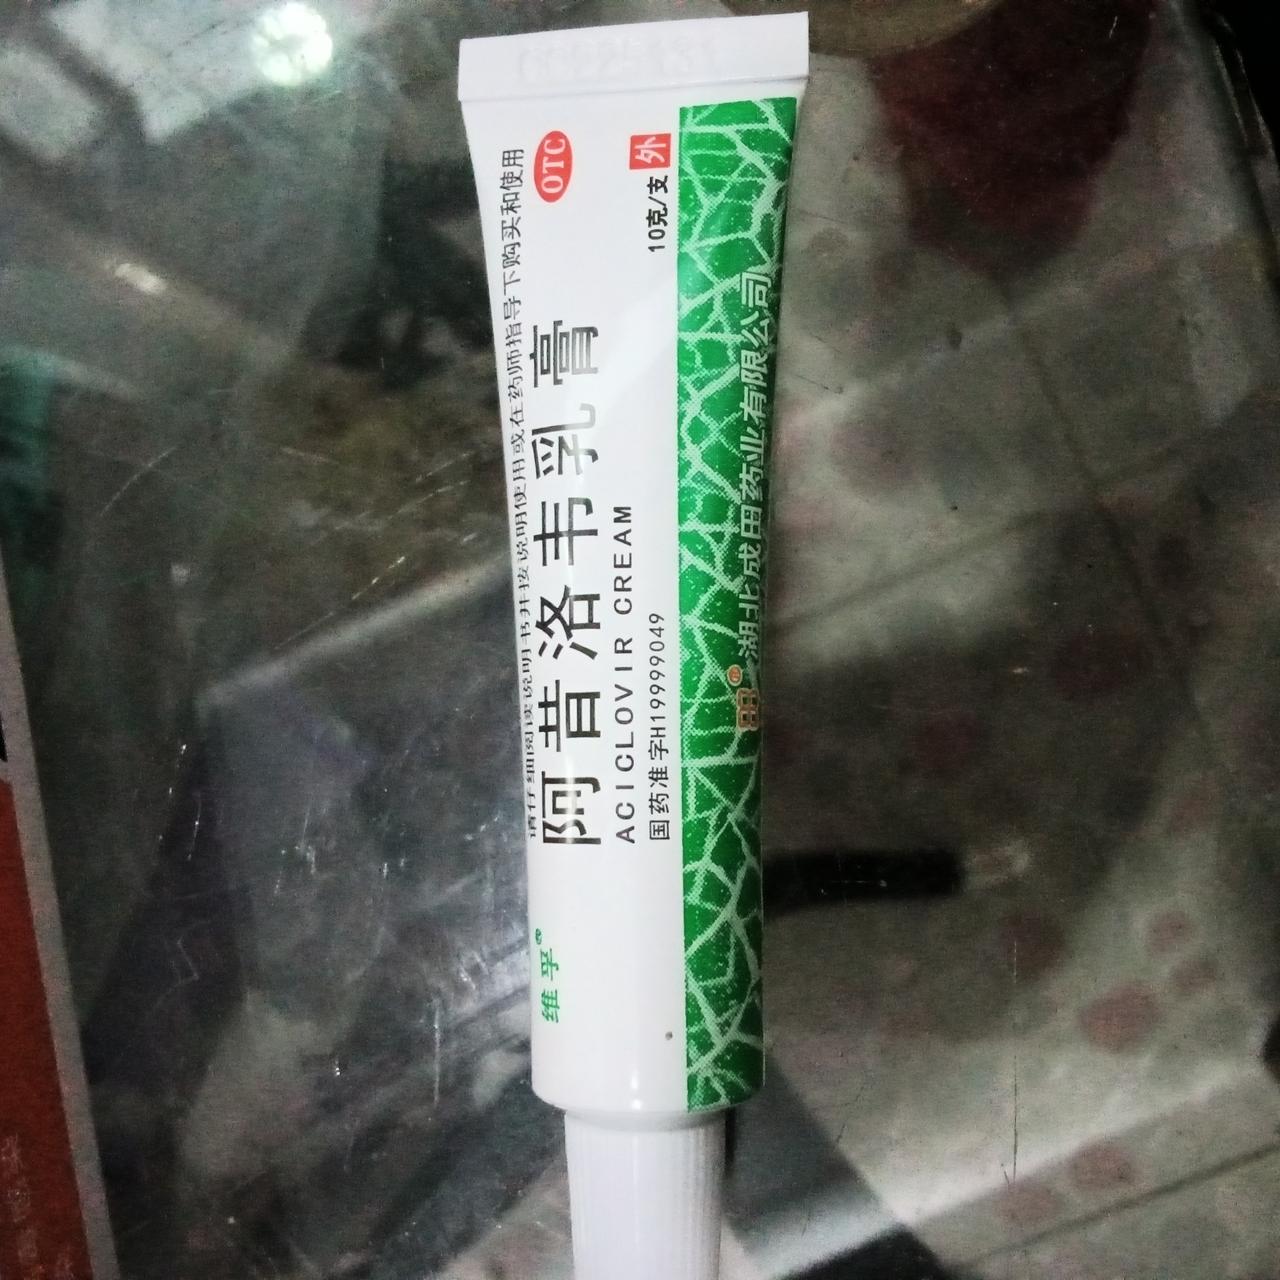 请仔细阅读说明书并按说明使用或在药师指导下购买和使用
OTC
阿昔洛韦乳膏
ACICLOVIR CREAM
国药准字H19999049
10克/支
外
维孚®
湖北成田药业有限公司